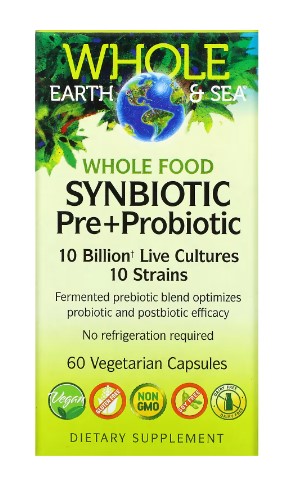 WHOLE
EARTH & SEA®
WHOLE FOOD
SYNBIOTIC
Pre+Probiotic
10 Billion† Live Cultures
10 Strains
Fermented prebiotic blend optimizes
probiotic and postbiotic efficacy
No refrigeration required
60 Vegetarian Capsules
Vegan
NON
GMO
DIETARY SUPPLEMENT